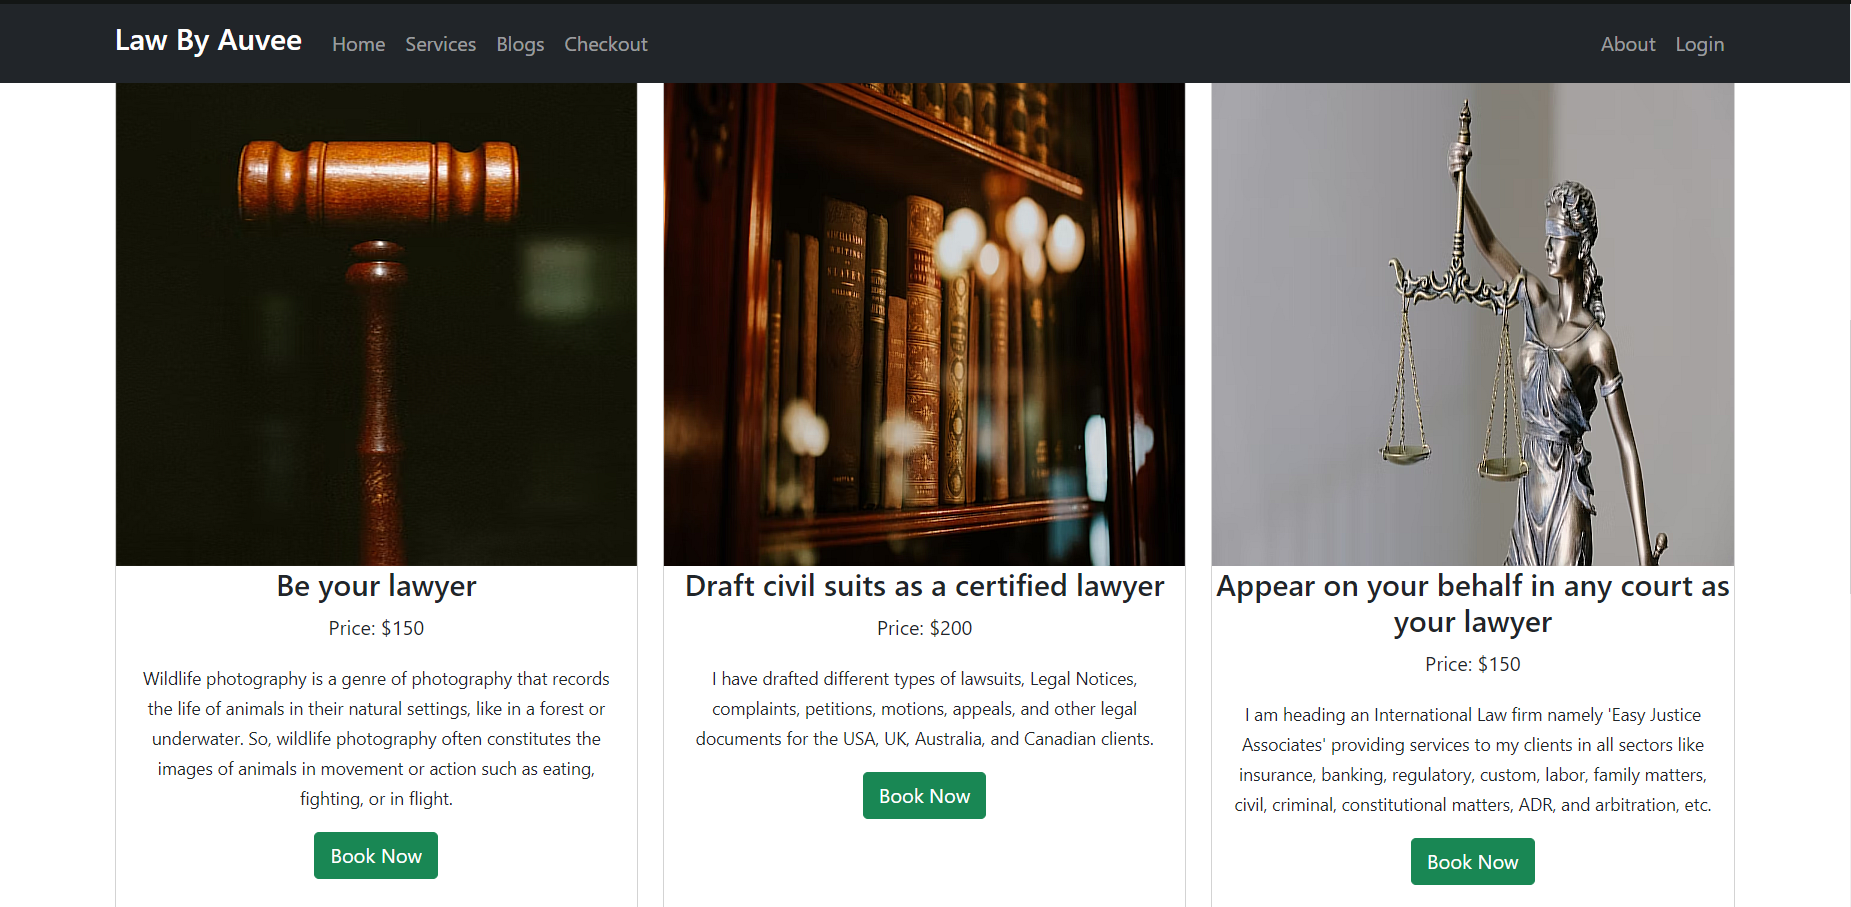 Law By Auvee Home Services Blogs Checkout About Login
MISCELLANIES
WRITINGS
Be your lawyer
Price: $150
Wildlife photography is a genre of photography that records
the life of animals in their natural settings, like in a forest or
underwater. So, wildlife photography often constitutes the
images of animals in movement or action such as eating,
fighting, or in flight.
Book Now
Draft civil suits as a certified lawyer
Price: $200
I have drafted different types of lawsuits, Legal Notices,
complaints, petitions, motions, appeals, and other legal
documents for the USA, UK, Australia, and Canadian clients.
Book Now
Appear on your behalf in any court as
your lawyer
Price: $150
I am heading an International Law firm namely 'Easy Justice
Associates' providing services to my clients in all sectors like
insurance, banking, regulatory, custom, labor, family matters,
civil, criminal, constitutional matters, ADR, and arbitration, etc.
Book Now